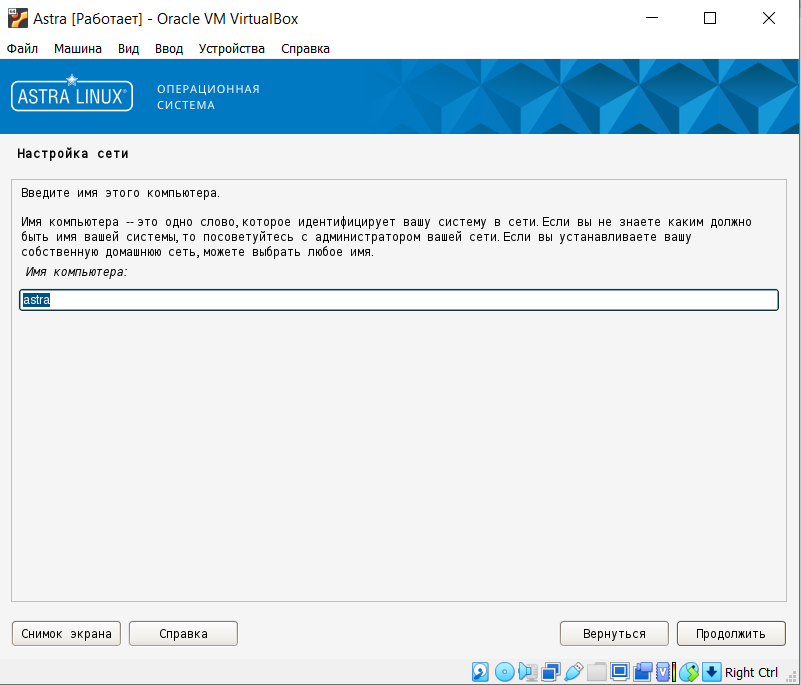 Astra [Работает] - Oracle VM VirtualBox
Файл Машина Вид Ввод Устройства Справка
ASTRA LINUX®
ОПЕРАЦИОННАЯ
СИСТЕМА
Настройка сети
Введите имя этого компьютера.
Имя компьютера -- это одно слово, которое идентифицирует вашу систему в сети. Если вы не знаете каким должно
быть имя вашей системы, то посоветуйтесь с администратором вашей сети. Если вы устанавливаете вашу
собственную домашнюю сеть, можете выбрать любое имя.
Имя компьютера:
astra
Снимок экрана Справка Вернуться Продолжить
Right Ctrl